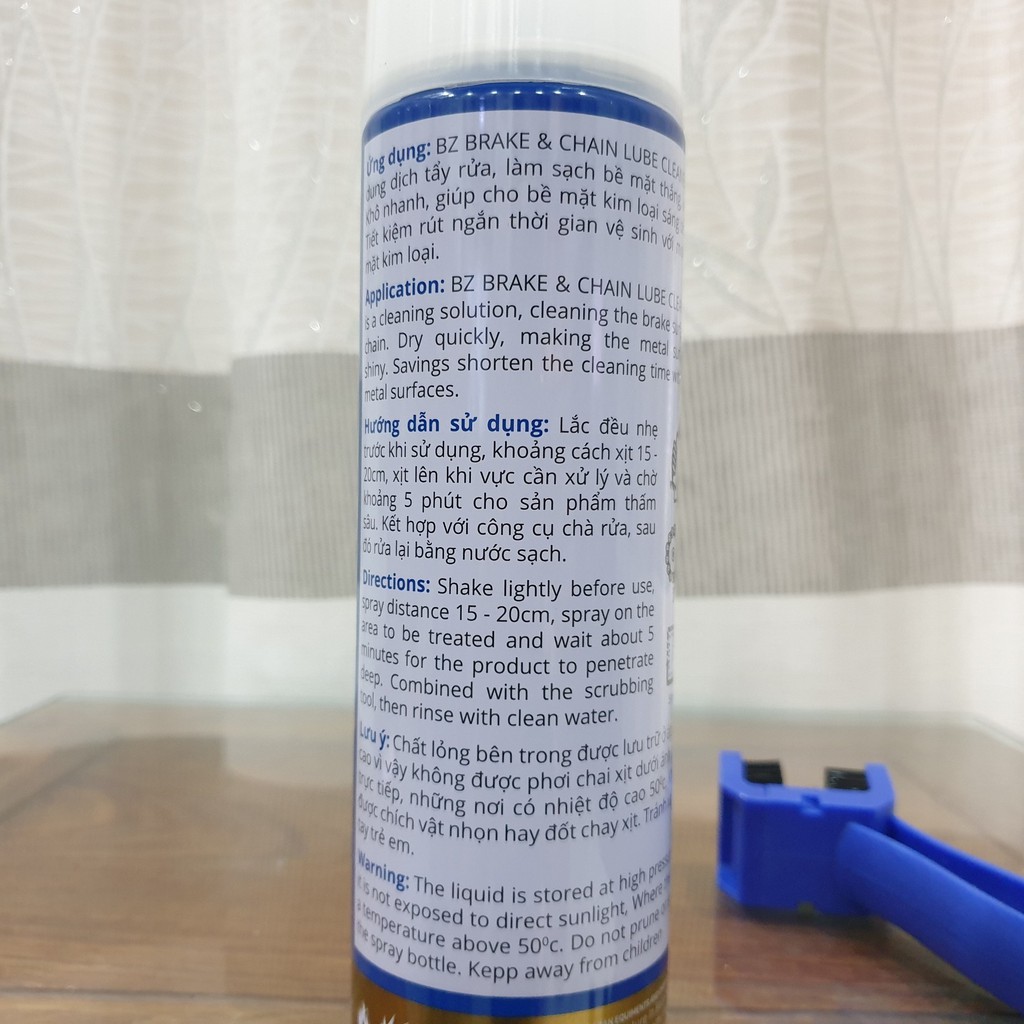 Ứng dụng: BZ BRAKE & CHAIN LUBE
dung dịch tẩy rửa, làm sạch bề mặt thắng
Khô nhanh, giúp cho bề mặt kim loại sáng
Tiết kiệm rút ngắn thời gian vệ sinh với
mặt kim loại.
Application: BZ BRAKE & CHAIN LUBE
is a cleaning solution, cleaning the brake
chain. Dry quickly, making the metal
shiny. Savings shorten the cleaning time
metal surfaces.
Hướng dẫn sử dụng: Lắc đều nhẹ
trước khi sử dụng, khoảng cách xịt 15 -
20cm, xịt lên khi vực cần xử lý và chờ
khoảng 5 phút cho sản phẩm thấm
sâu. Kết hợp với công cụ chà rửa, sau
đó rửa lại bằng nước sạch.
Directions: Shake lightly before use,
spray distance 15 - 20cm, spray on the
area to be treated and wait about 5
minutes for the product to penetrate
deep. Combined with the scrubbing
tool, then rinse with clean water.
Lưu ý: Chất lỏng bên trong được lưu trữ
cao vì vậy không được phơi chai xịt dưới
trực tiếp, những nơi có nhiệt độ cao 50⁰
được chích vật nhọn hay đốt chay xịt. Tránh
tay trẻ em.
Warning: The liquid is stored at high
it is not exposed to direct sunlight, Where
a temperature above 50⁰c. Do not prune
the spray bottle. Kepp away from children